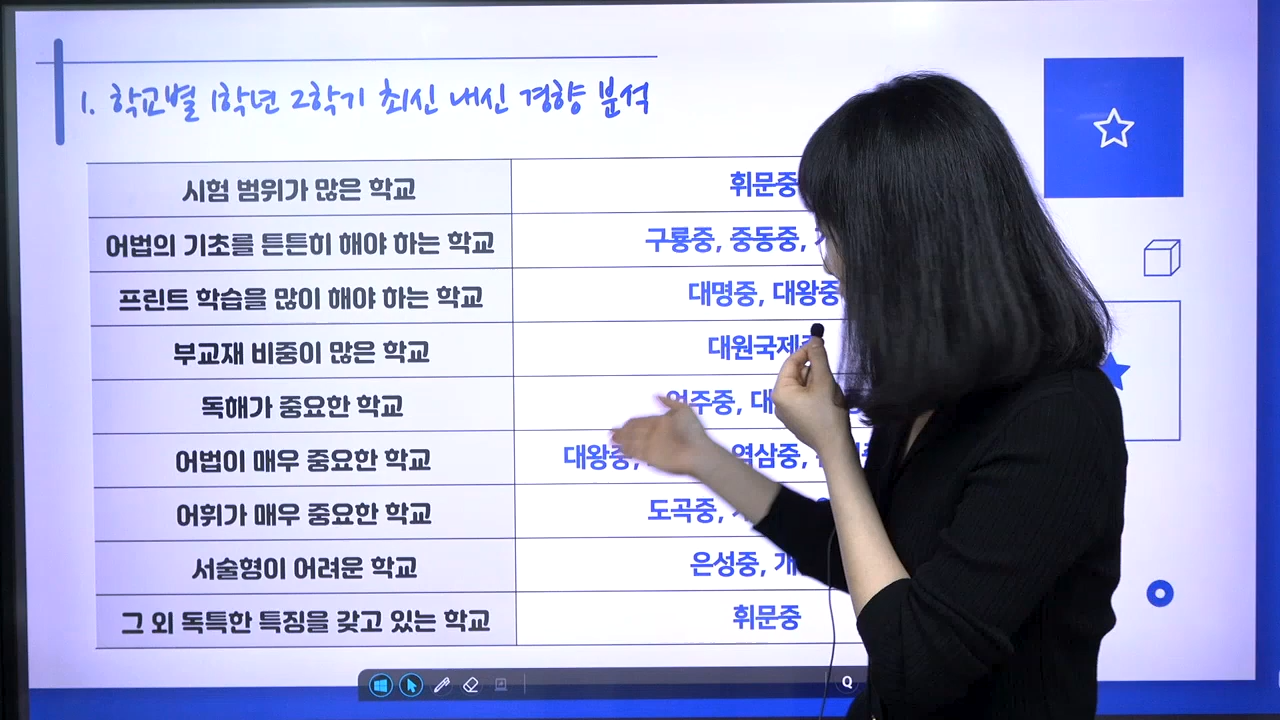 1. 학교별 1학년 2학기 최신 내신 경향 분석
시험 범위가 많은 학교 휘문중
어법의 기초를 튼튼히 해야 하는 학교 구룡중, 중동중,
프린트 학습을 많이 해야 하는 학교 대명중, 대왕중
부교재 비중이 많은 학교 대원국제중
독해가 중요한 학교 언주중,
어법이 매우 중요한 학교 대왕중, 역삼중,
어휘가 매우 중요한 학교 도곡중,
서술형이 어려운 학교 은성중,
그 외 독특한 특징을 갖고 있는 학교 휘문중